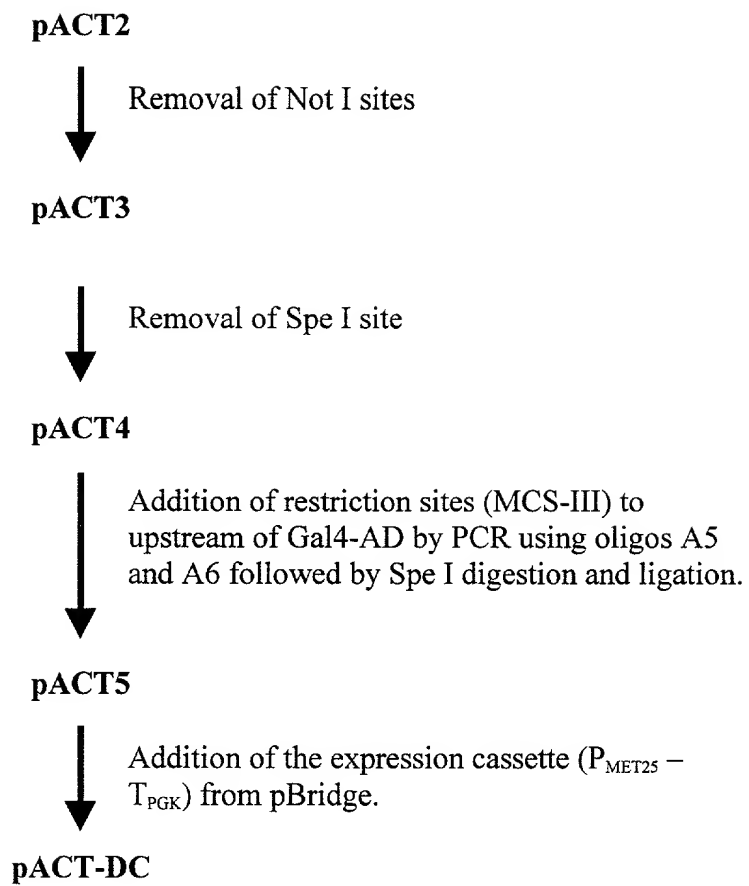 pACT2
Removal of Not I sites
pACT3
Removal of Spe I site
pACT4
Addition of restriction sites (MCS-III) to
upstream of Gal4-AD by PCR using oligos A5
and A6 followed by Spe I digestion and ligation.
pACT5
Addition of the expression cassette (PMET25 –
TPGK) from pBridge.
pACT-DC